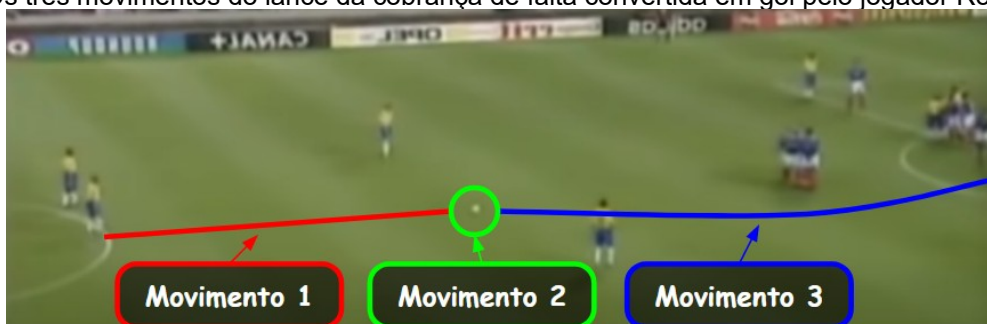 os três movimentos do lance da cobrança de falta convertida em gol pelo jogador
CANAL+
OPEL
adidas
Movimento 1
Movimento 2
Movimento 3